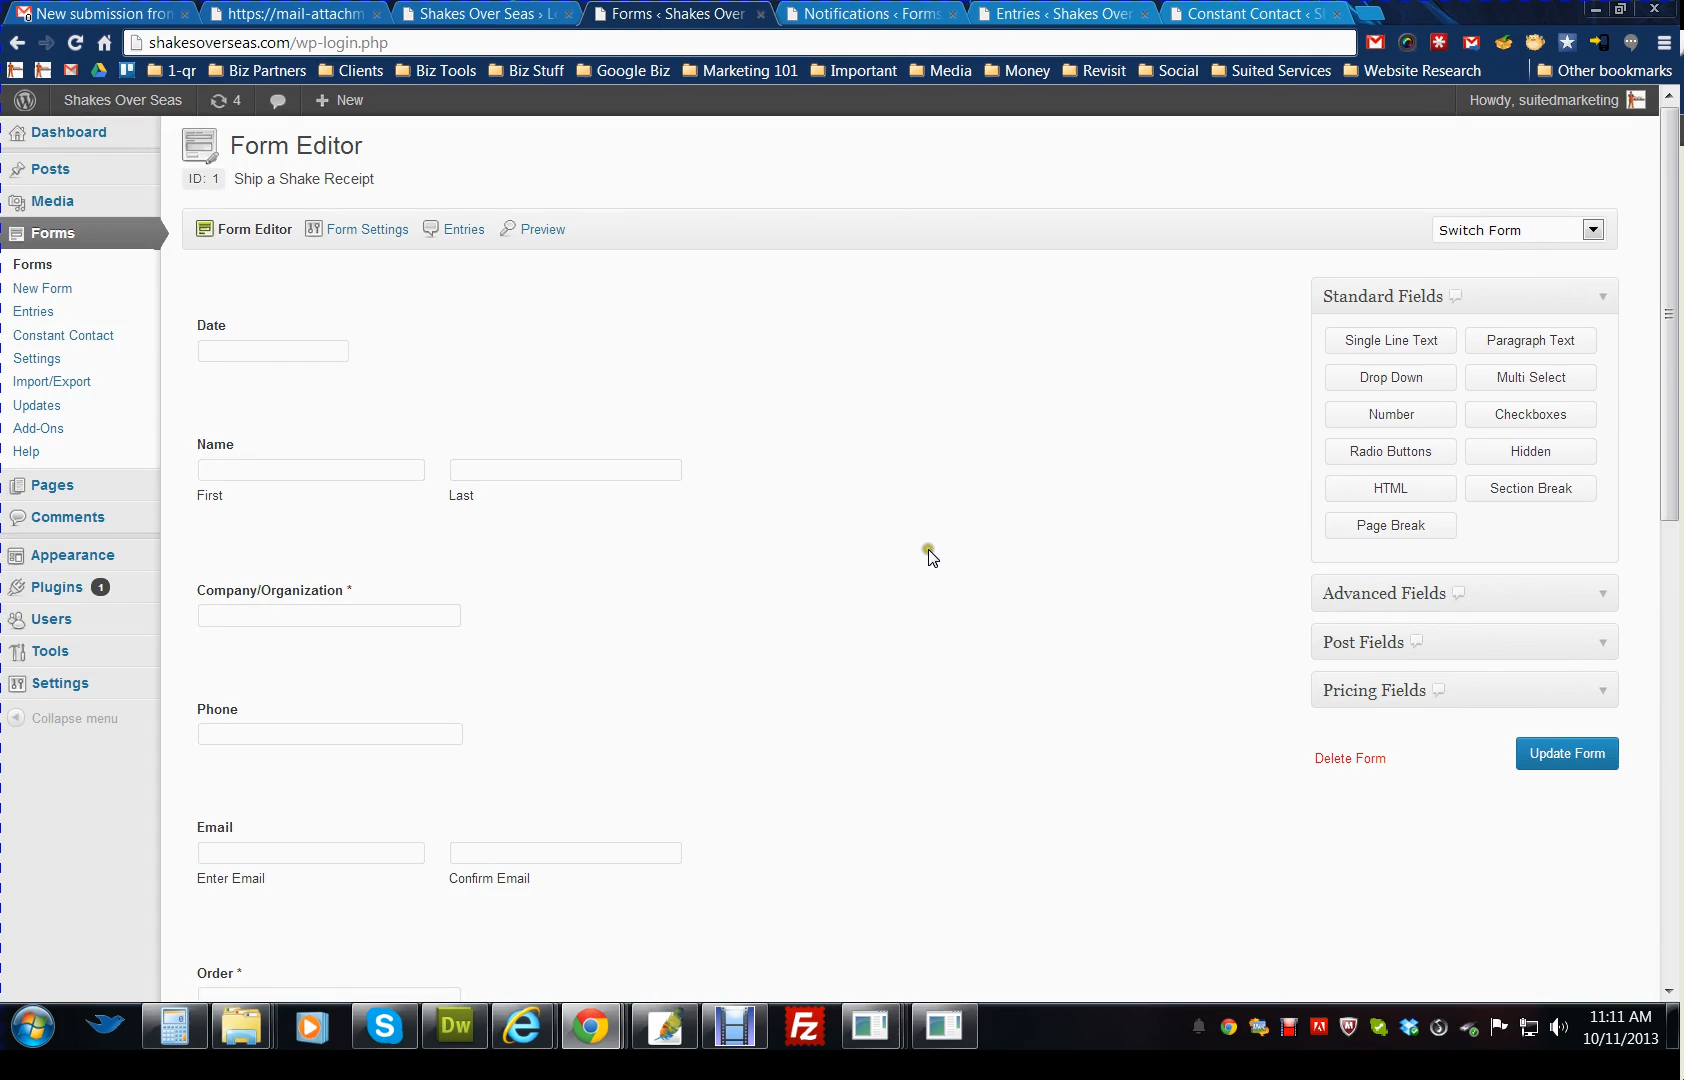 New submission from
https://mail-attachm
Shakes Over Seas › L
Forms ‹ Shakes Over
Notifications ‹ Forms
Entries ‹ Shakes Over
Constant Contact ‹ S
shakesoverseas.com/wp-login.php
1-qr
Biz Partners
Clients
Biz Tools
Biz Stuff
Google Biz
Marketing 101
Important
Media
Money
Revisit
Social
Suited Services
Website Research
Other bookmarks
Shakes Over Seas
4
New
Howdy, suitedmarketing
Dashboard
Posts
Media
Forms
Forms
New Form
Entries
Constant Contact
Settings
Import/Export
Updates
Add-Ons
Help
Pages
Comments
Appearance
Plugins 1
Users
Tools
Settings
Collapse menu
Form Editor
ID: 1 Ship a Shake Receipt
Form Editor
Form Settings
Entries
Preview
Switch Form
Date
Name
First
Last
Company/Organization *
Phone
Email
Enter Email
Confirm Email
Order *
Standard Fields
Single Line Text
Paragraph Text
Drop Down
Multi Select
Number
Checkboxes
Radio Buttons
Hidden
HTML
Section Break
Page Break
Advanced Fields
Post Fields
Pricing Fields
Delete Form
Update Form
Dw
Fz
11:11 AM
10/11/2013